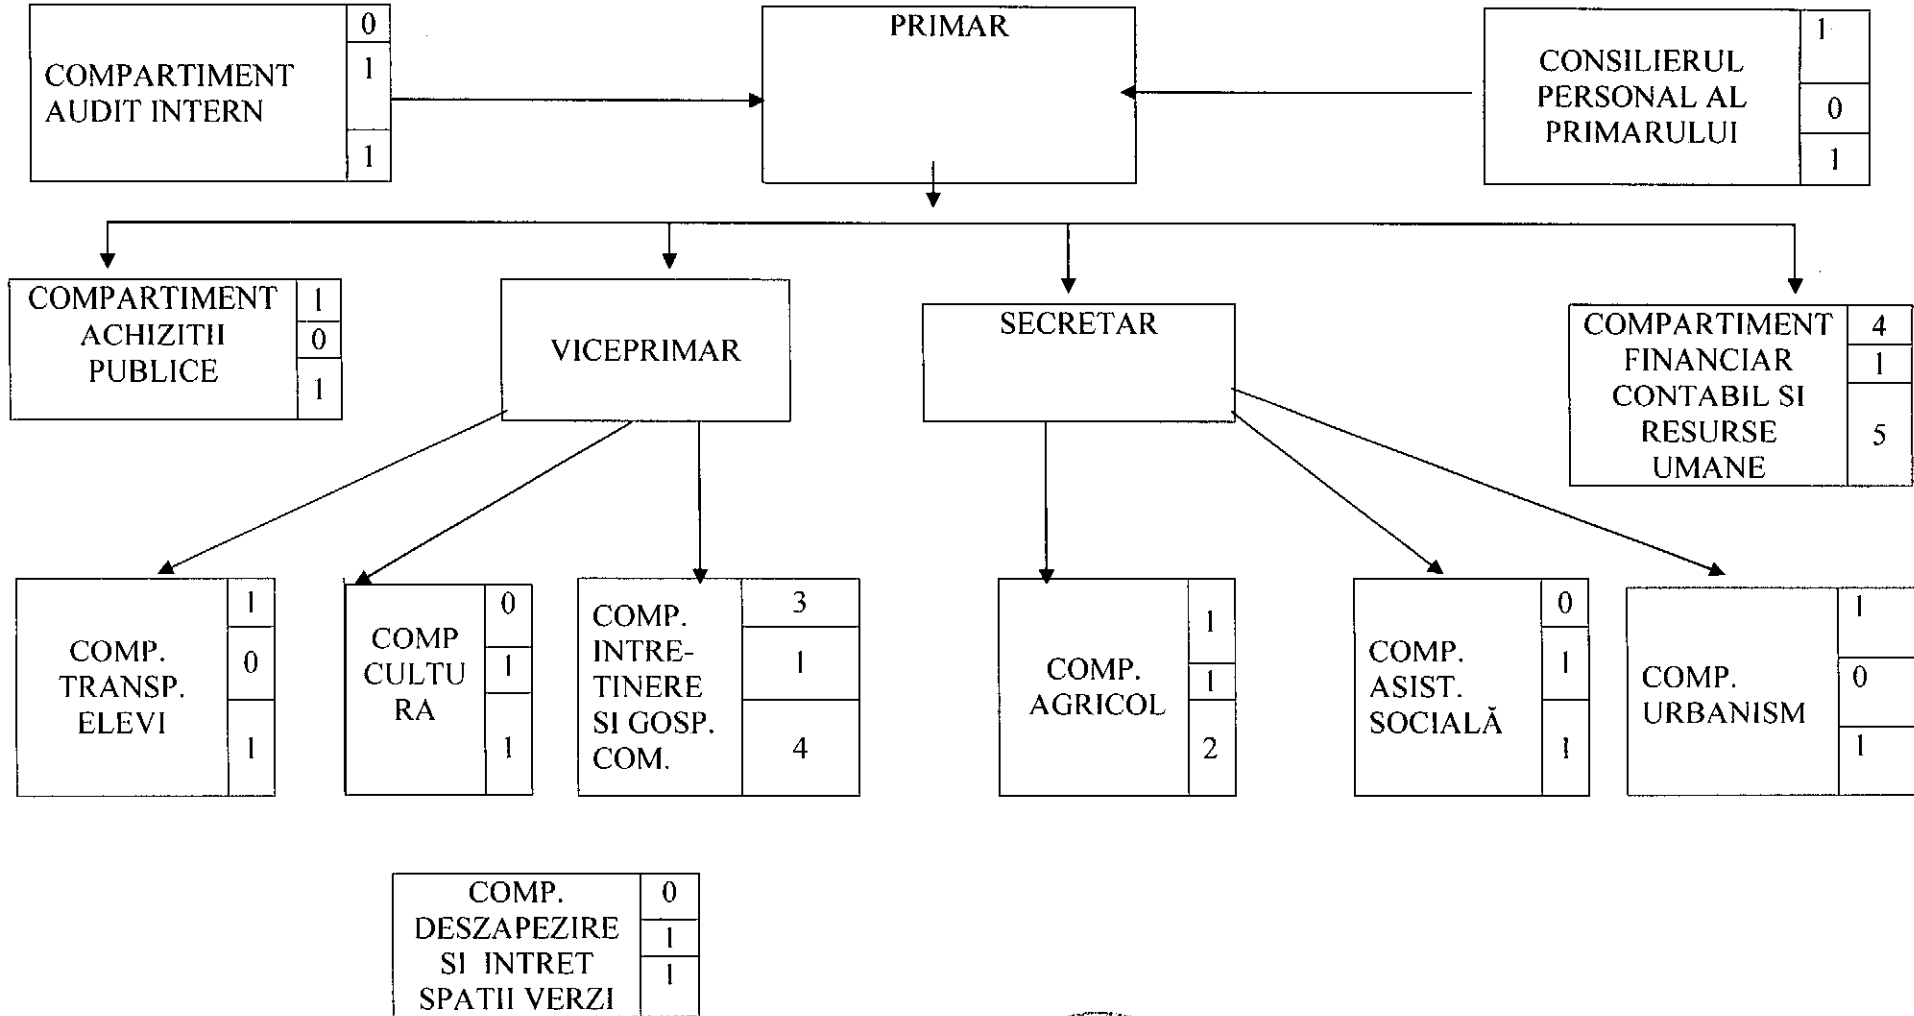 COMPARTIMENT
AUDIT INTERN
0
1
1
PRIMAR
CONSILIERUL
PERSONAL AL
PRIMARULUI
1
0
1
COMPARTIMENT
ACHIZITII
PUBLICE
1
0
1
VICEPRIMAR
SECRETAR
COMPARTIMENT
FINANCIAR
CONTABIL SI
RESURSE
UMANE
4
1
5
COMP.
TRANSP.
ELEVI
1
0
1
COMP
CULTU
RA
0
1
1
COMP.
INTRE-
TINERE
SI GOSP.
COM.
3
1
4
COMP.
AGRICOL
1
1
2
COMP.
ASIST.
SOCIALĂ
0
1
1
COMP.
URBANISM
1
0
1
COMP.
DESZAPEZIRE
SI INTRET
SPATII VERZI
0
1
1